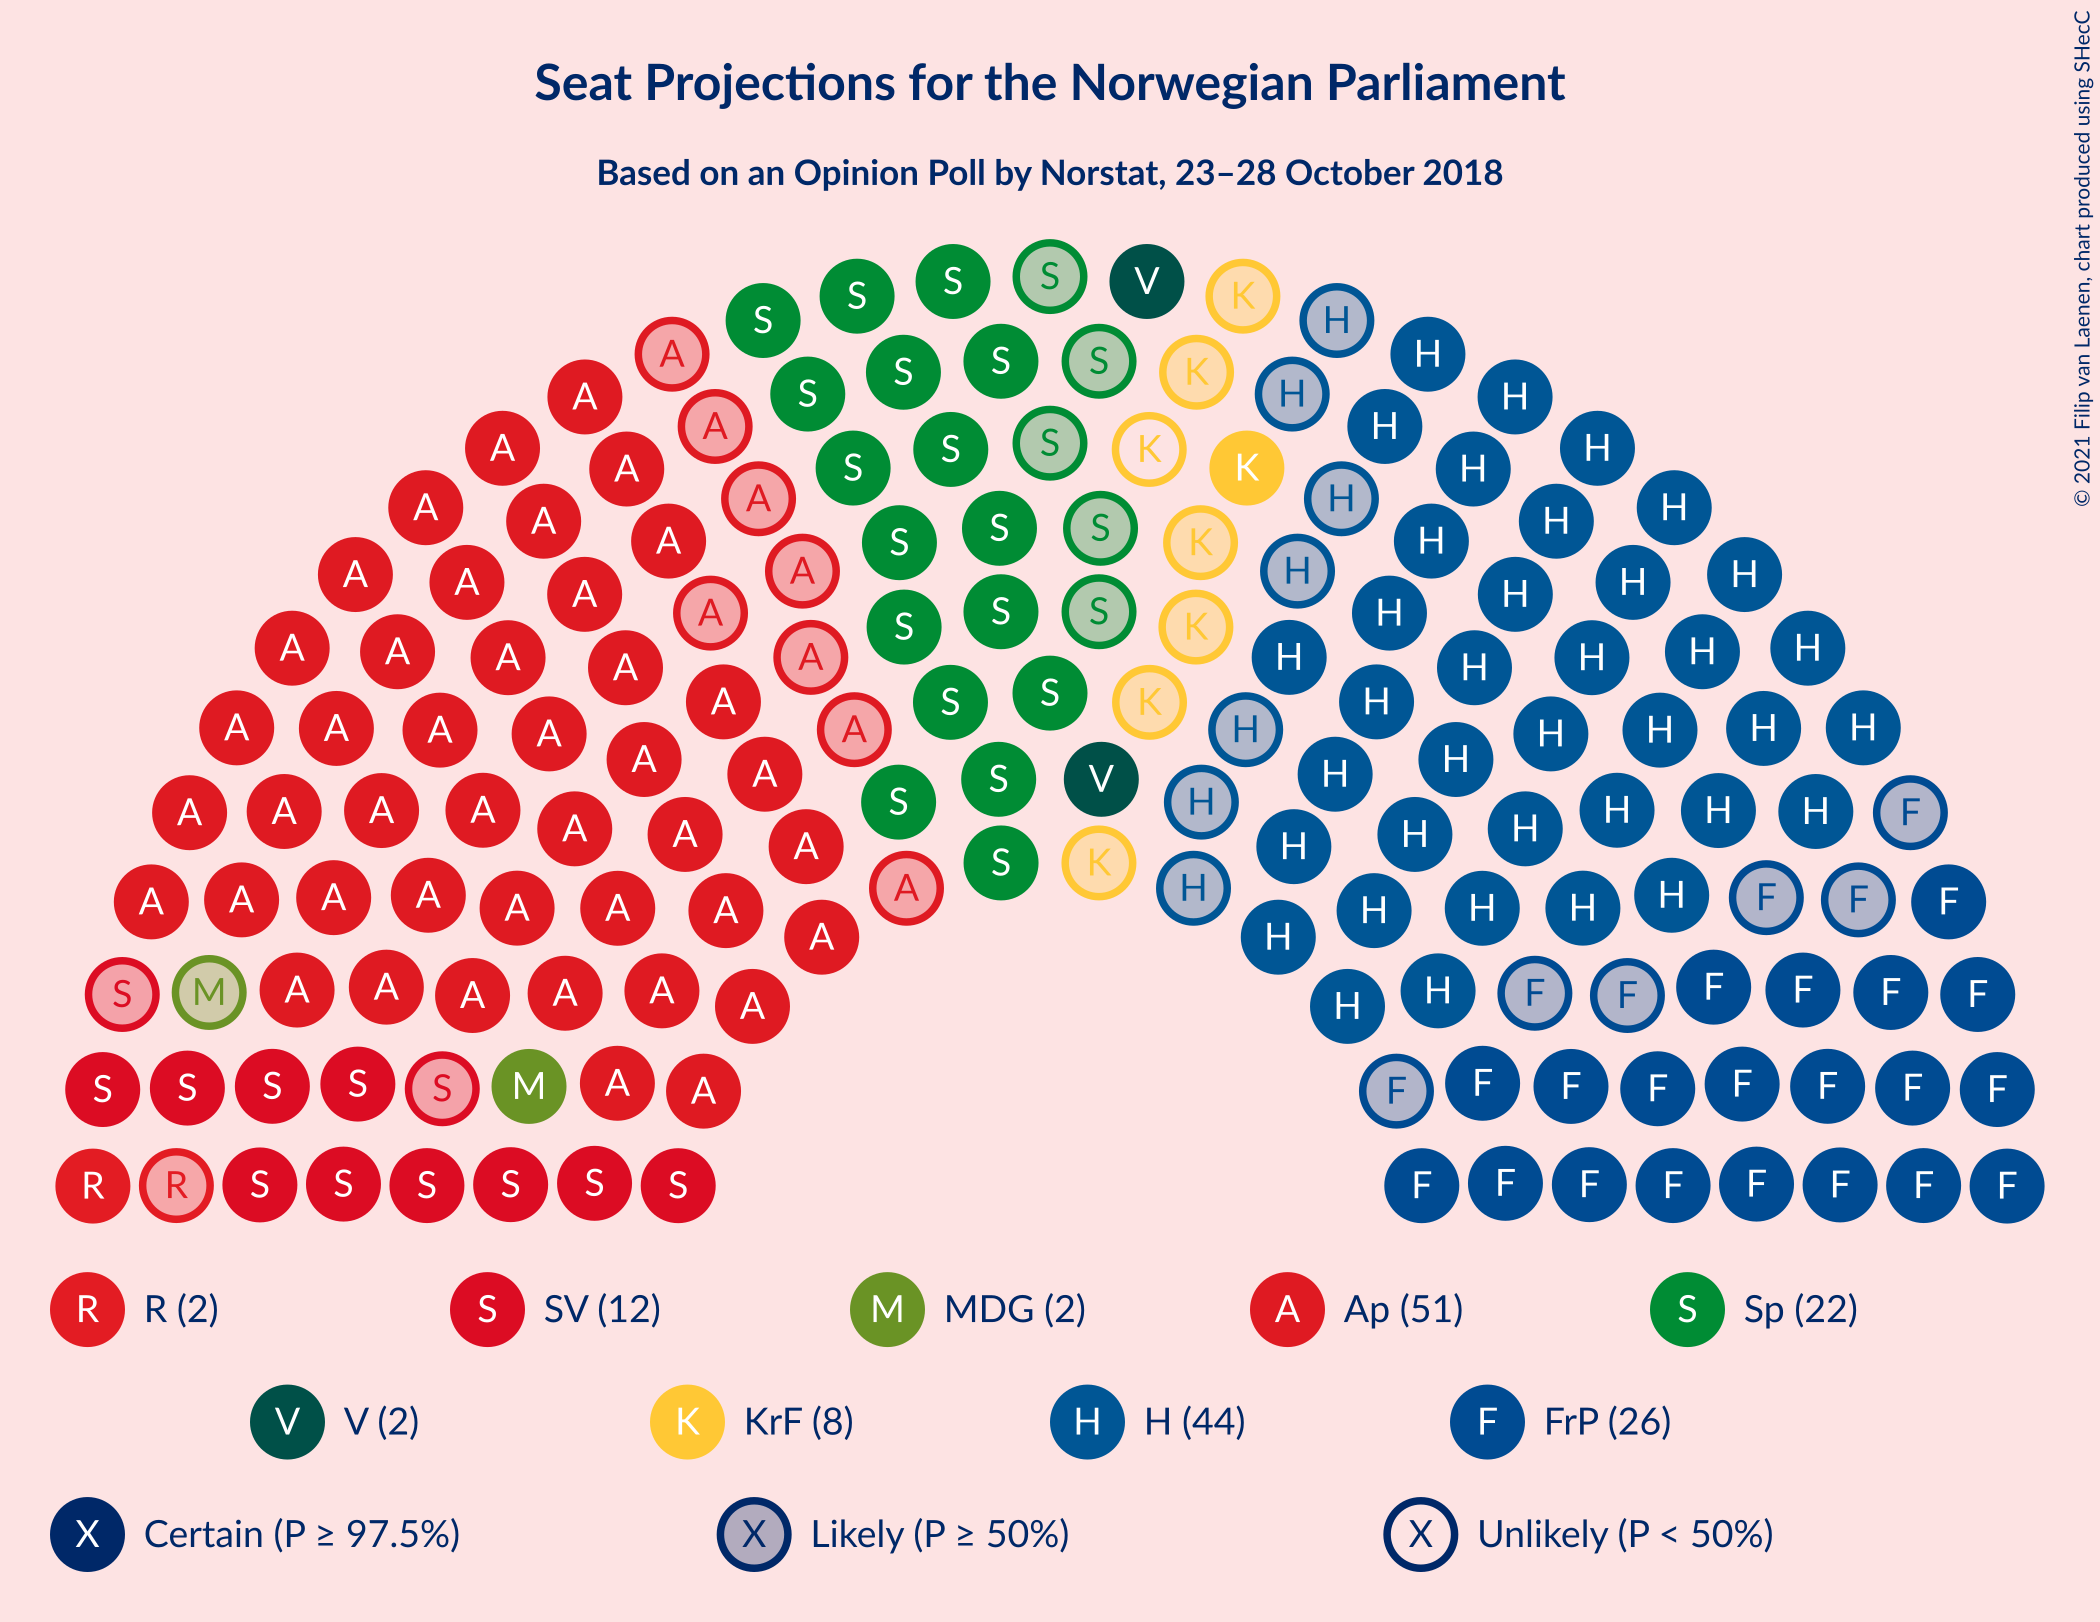 Seat Projections for the Norwegian Parliament
Based on an Opinion Poll by Norstat, 23–28 October 2018
© 2021 Filip van Laenen, chart produced using SHecC
S S S S V K H
A S S S S K H H
A A S S S K K H H
A A A S S S K H H H
A A A A S S S K H H H H
A A A A A S S K H H H H H
A A A A A A S S V H H H H H H
A A A A A A A S K H H H H H H H
A A A A A A A A H H H H H H H F
S M A A A A A A H H F F F F F F
S S S S S M A A F F F F F F F F
R R S S S S S S F F F F F F F F
R R (2) S SV (12) M MDG (2) A Ap (51) S Sp (22)
V V (2) K KrF (8) H H (44) F FrP (26)
X Certain (P ≥ 97.5%) X Likely (P ≥ 50%) X Unlikely (P < 50%)